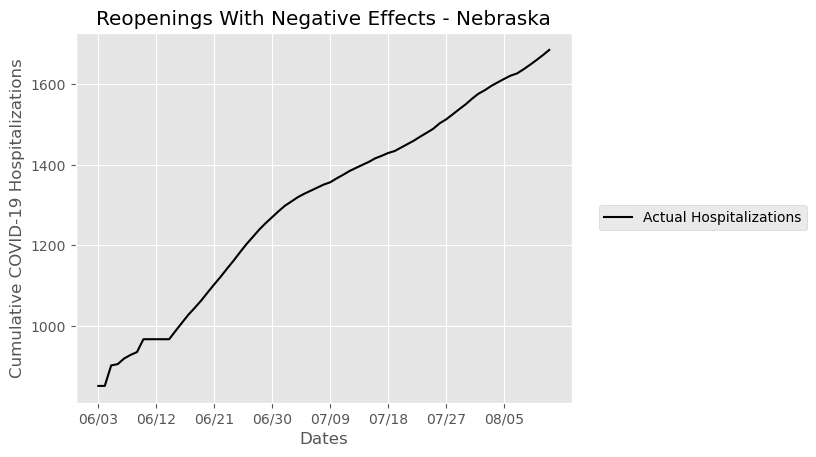 Reopenings With Negative Effects - Nebraska
Cumulative COVID-19 Hospitalizations
1600
1400
1200
1000
06/03 06/12 06/21 06/30 07/09 07/18 07/27 08/05
Dates
Actual Hospitalizations